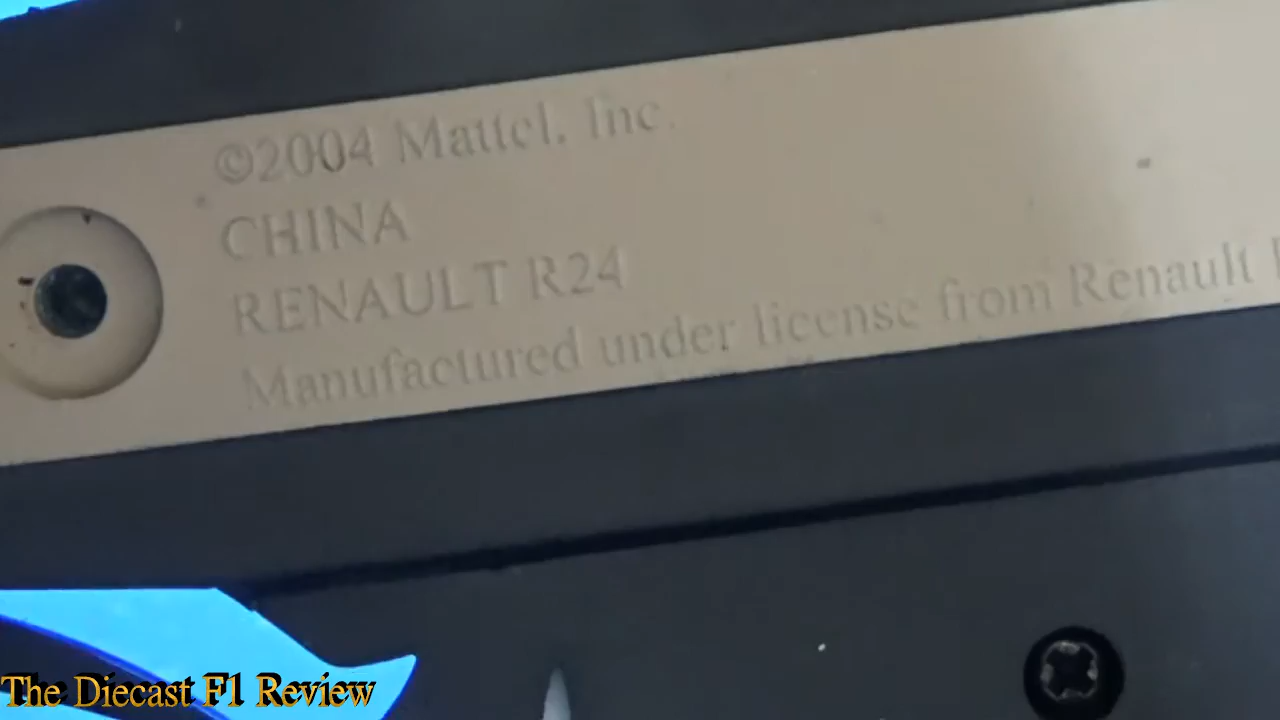 ©2004 Mattel, Inc.
CHINA
RENAULT R24
Manufactured under license from Renault
The Diecast F1 Review